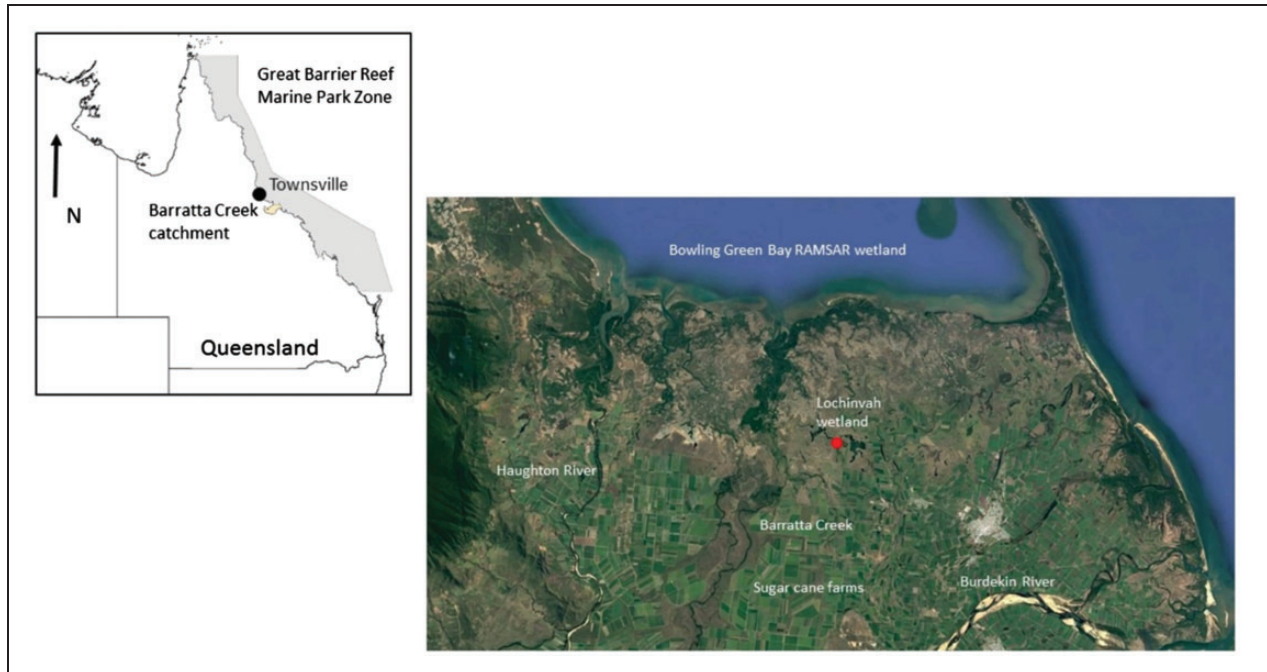 Great Barrier Reef
Marine Park Zone
Townsville
N
Barratta Creek
catchment
Queensland
Bowling Green Bay RAMSAR wetland
Lochinvah
wetland
Haughton River
Barratta Creek
Sugar cane farms
Burdekin River